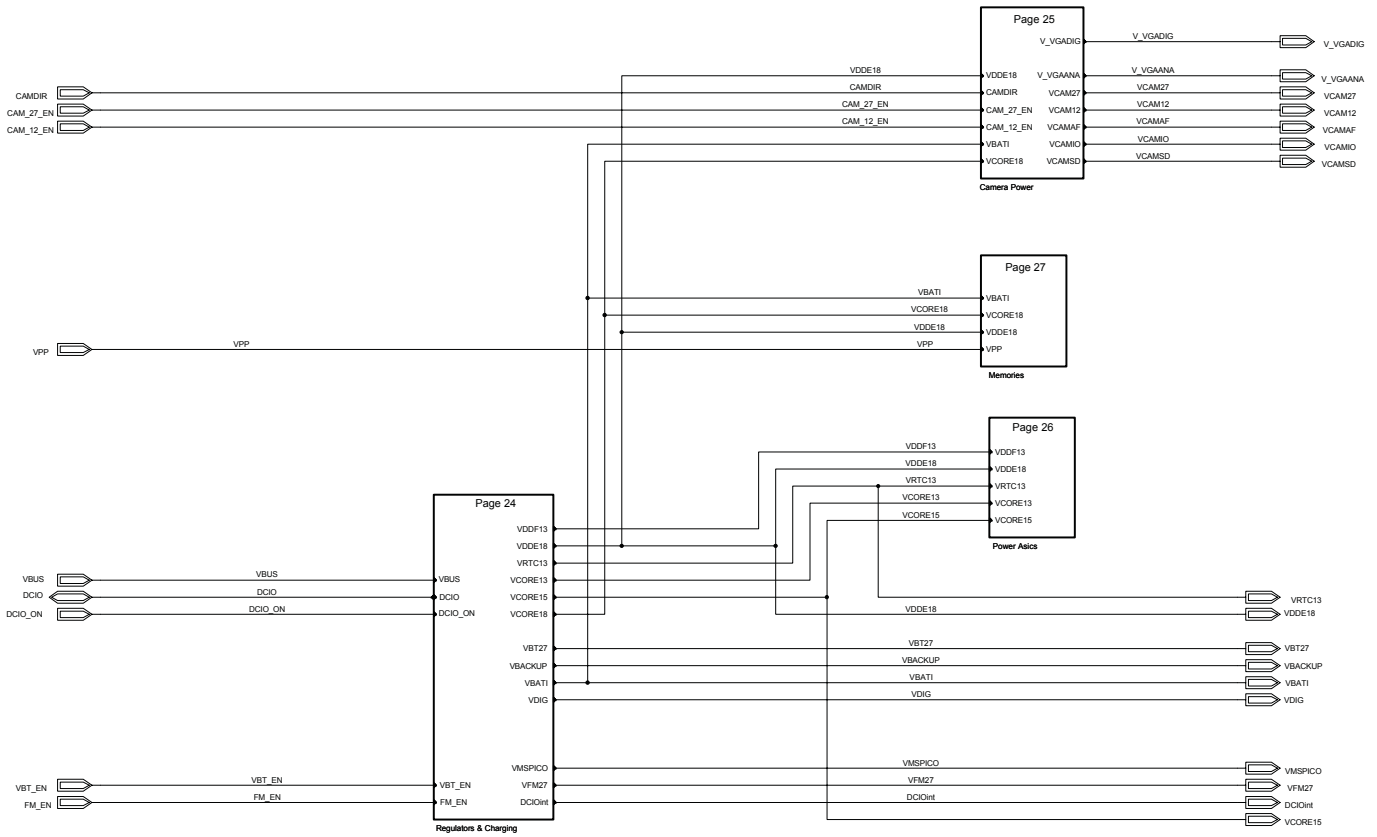 Page 25
V_VGADIG V_VGADIG V_VGADIG
VDDE18 VDDE18 V_VGAANA V_VGAANA V_VGAANA
CAMDIR CAMDIR CAMDIR VCAM27 VCAM27 VCAM27
CAM_27_EN CAM_27_EN CAM_27_EN VCAM12 VCAM12 VCAM12
CAM_12_EN CAM_12_EN CAM_12_EN VCAMAF VCAMAF VCAMAF
VBATI VCAMIO VCAMIO VCAMIO
VCORE18 VCAMSD VCAMSD VCAMSD
Camera Power
Page 27
VBATI VBATI
VCORE18 VCORE18
VDDE18 VDDE18
VPP VPP VPP VPP
Memories
Page 26
VDDF13 VDDF13
VDDE18 VDDE18
VRTC13 VRTC13
VCORE13 VCORE13
VCORE15 VCORE15
Power Asics
Page 24
VDDF13
VDDE18
VRTC13
VBUS VBUS VBUS VCORE13
DCIO DCIO DCIO VCORE15 VRTC13
DCIO_ON DCIO_ON DCIO_ON VCORE18 VDDE18 VDDE18
VBT27 VBT27 VBT27
VBACKUP VBACKUP VBACKUP
VBATI VBATI VBATI
VDIG VDIG VDIG
VMSPICO VMSPICO VMSPICO
VBT_EN VBT_EN VBT_EN VFM27 VFM27 VFM27
FM_EN FM_EN FM_EN DCIOint DCIOint DCIOint
VCORE15
Regulators & Charging